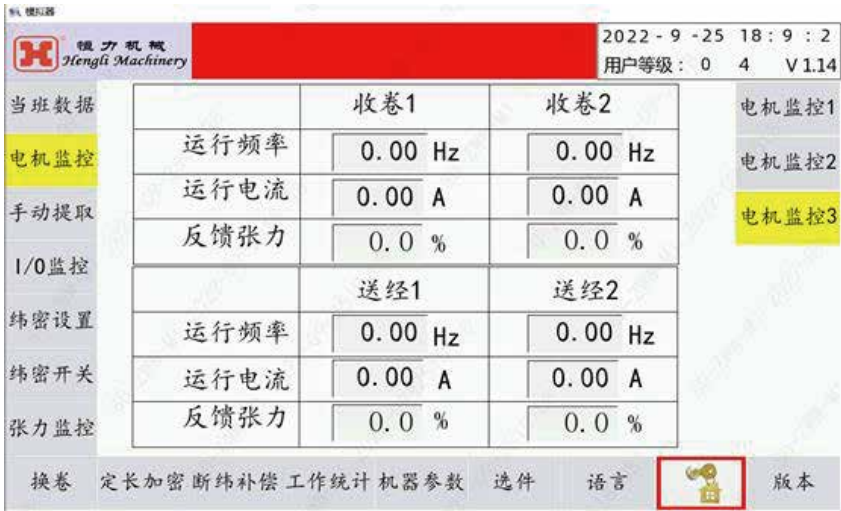 模拟器
恒力机械
Hengli Machinery
2022 - 9 -25 18 : 9 : 2
用户等级： 0 4 V 1.14
当班数据
电机监控
手动提取
I/O监控
纬密设置
纬密开关
张力监控
收卷1 收卷2
运行频率 0.00 Hz 0.00 Hz
运行电流 0.00 A 0.00 A
反馈张力 0.0 % 0.0 %
送经1 送经2
运行频率 0.00 Hz 0.00 Hz
运行电流 0.00 A 0.00 A
反馈张力 0.0 % 0.0 %
电机监控1
电机监控2
电机监控3
换卷 定长加密 断纬补偿 工作统计 机器参数 选件 语言 版本